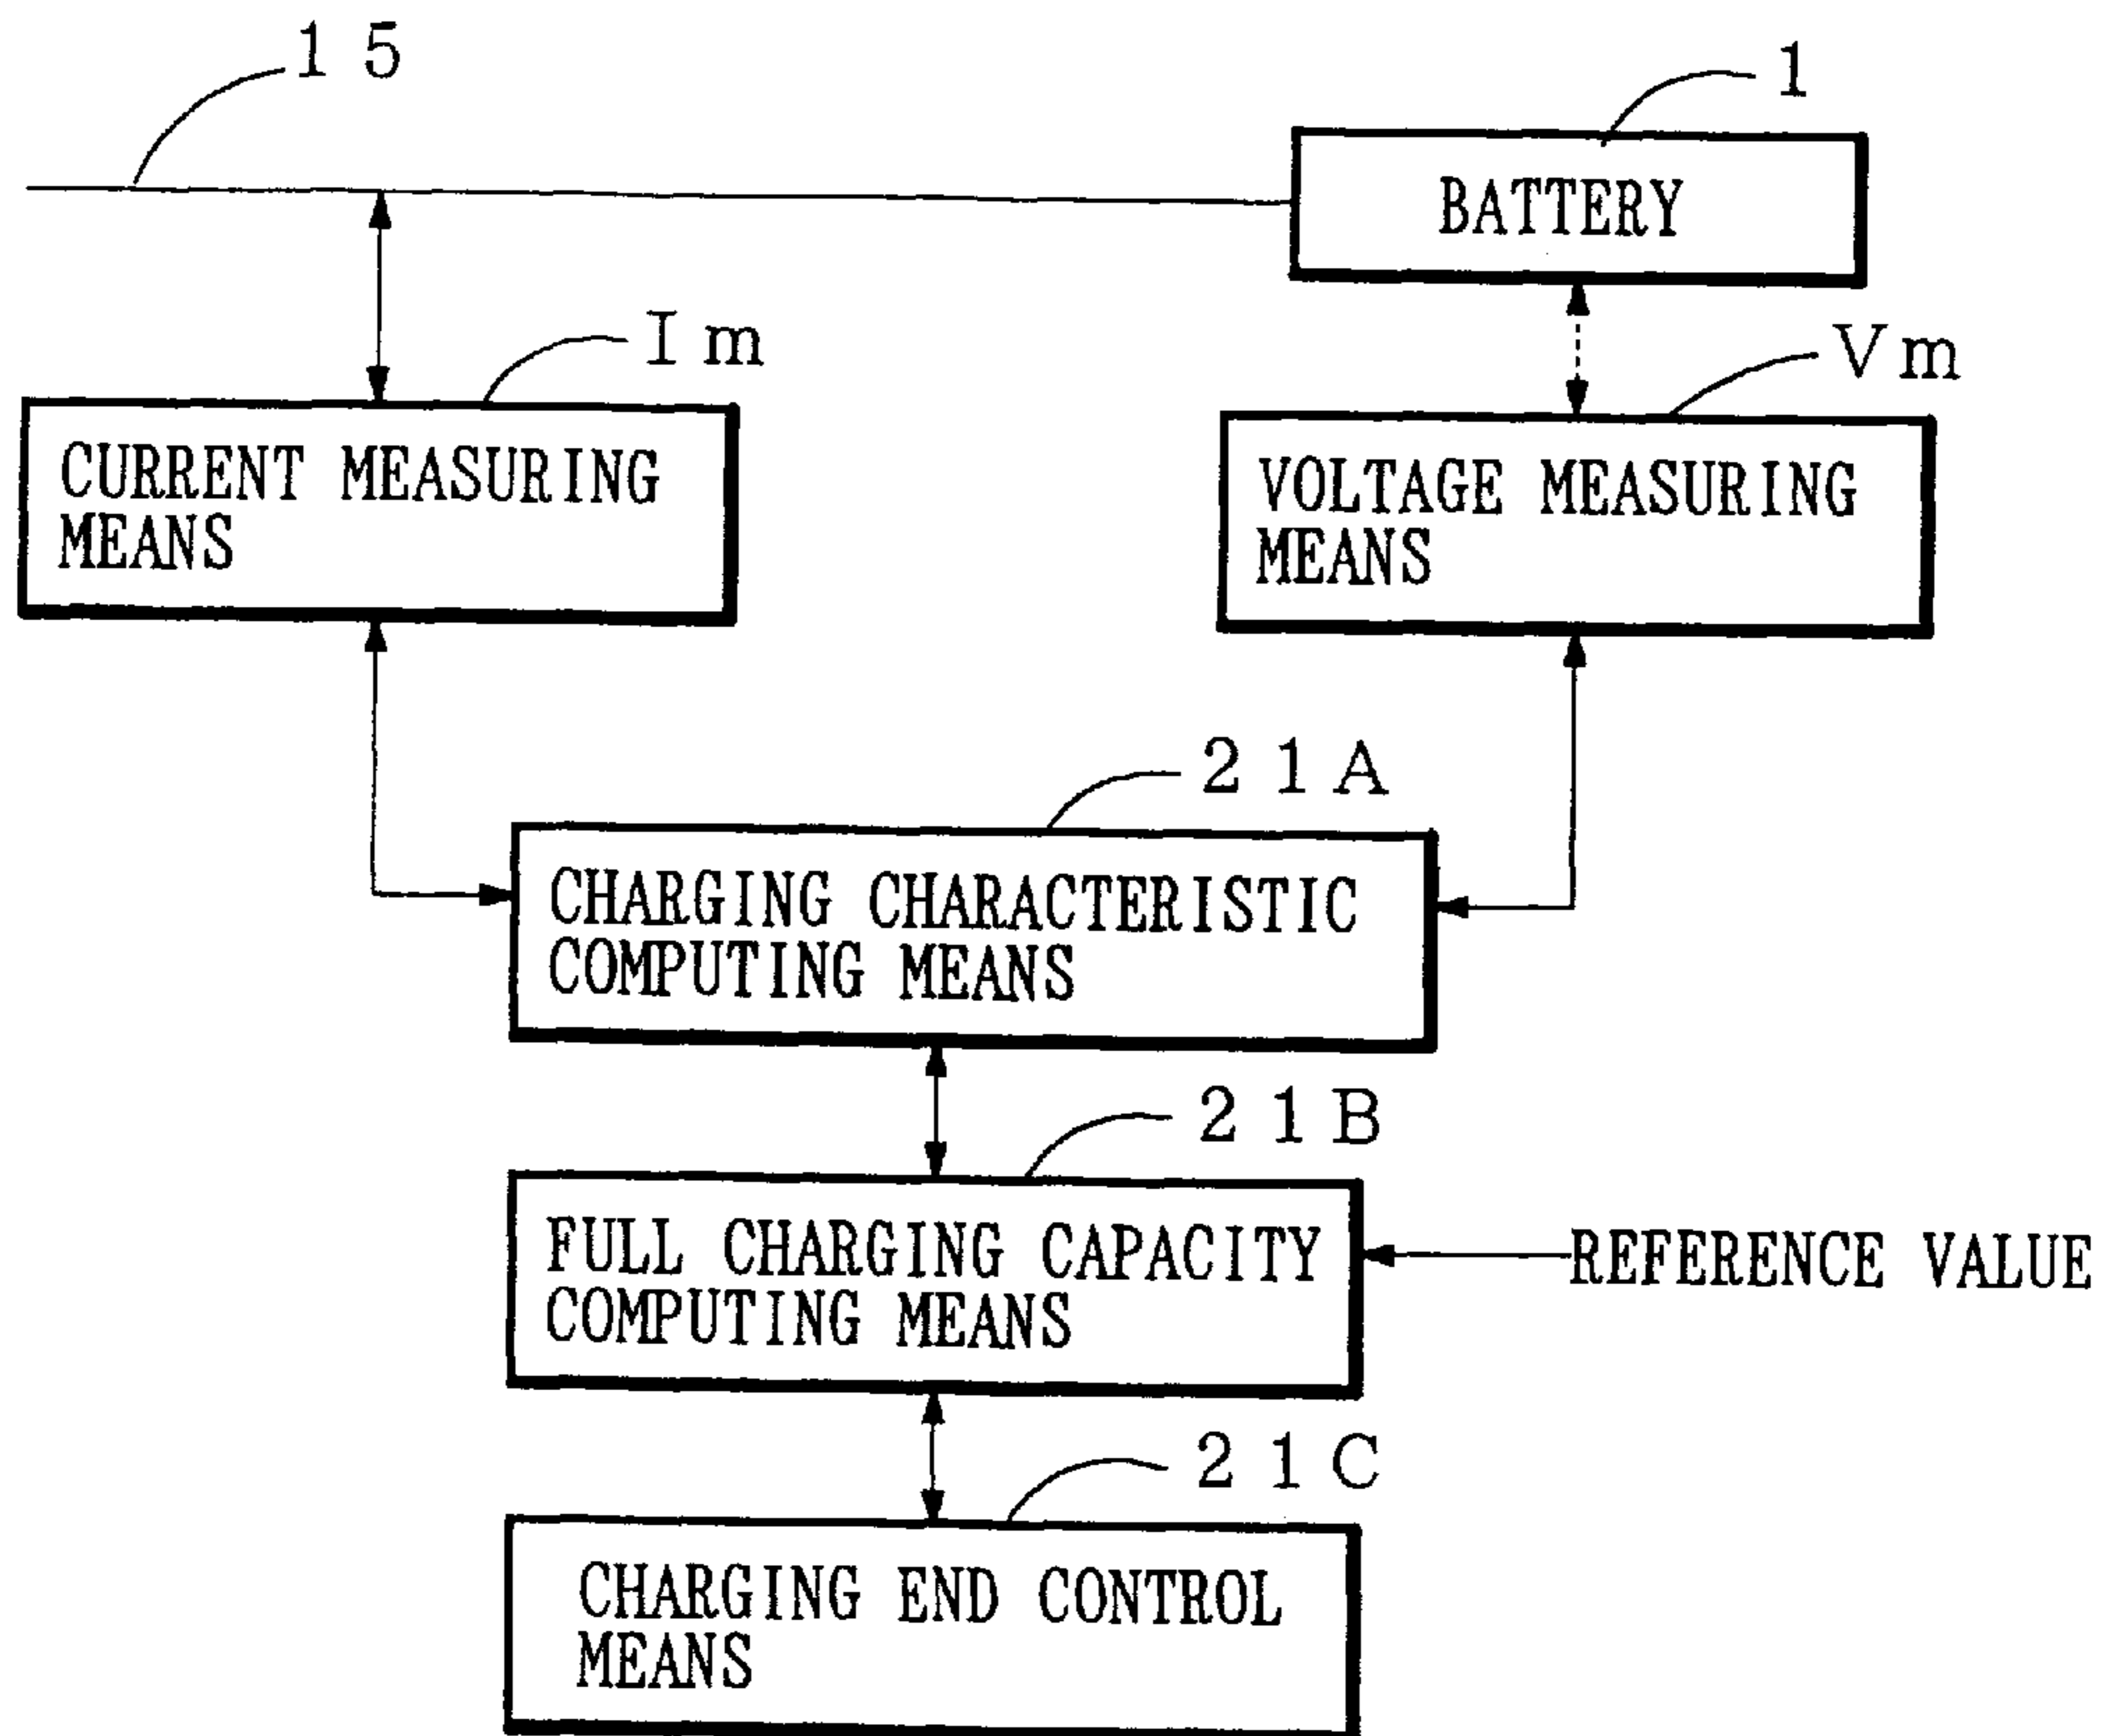 15
1
BATTERY
Im
Vm
CURRENT MEASURING
MEANS
VOLTAGE MEASURING
MEANS
21A
CHARGING CHARACTERISTIC
COMPUTING MEANS
21B
FULL CHARGING CAPACITY
COMPUTING MEANS
REFERENCE VALUE
21C
CHARGING END CONTROL
MEANS